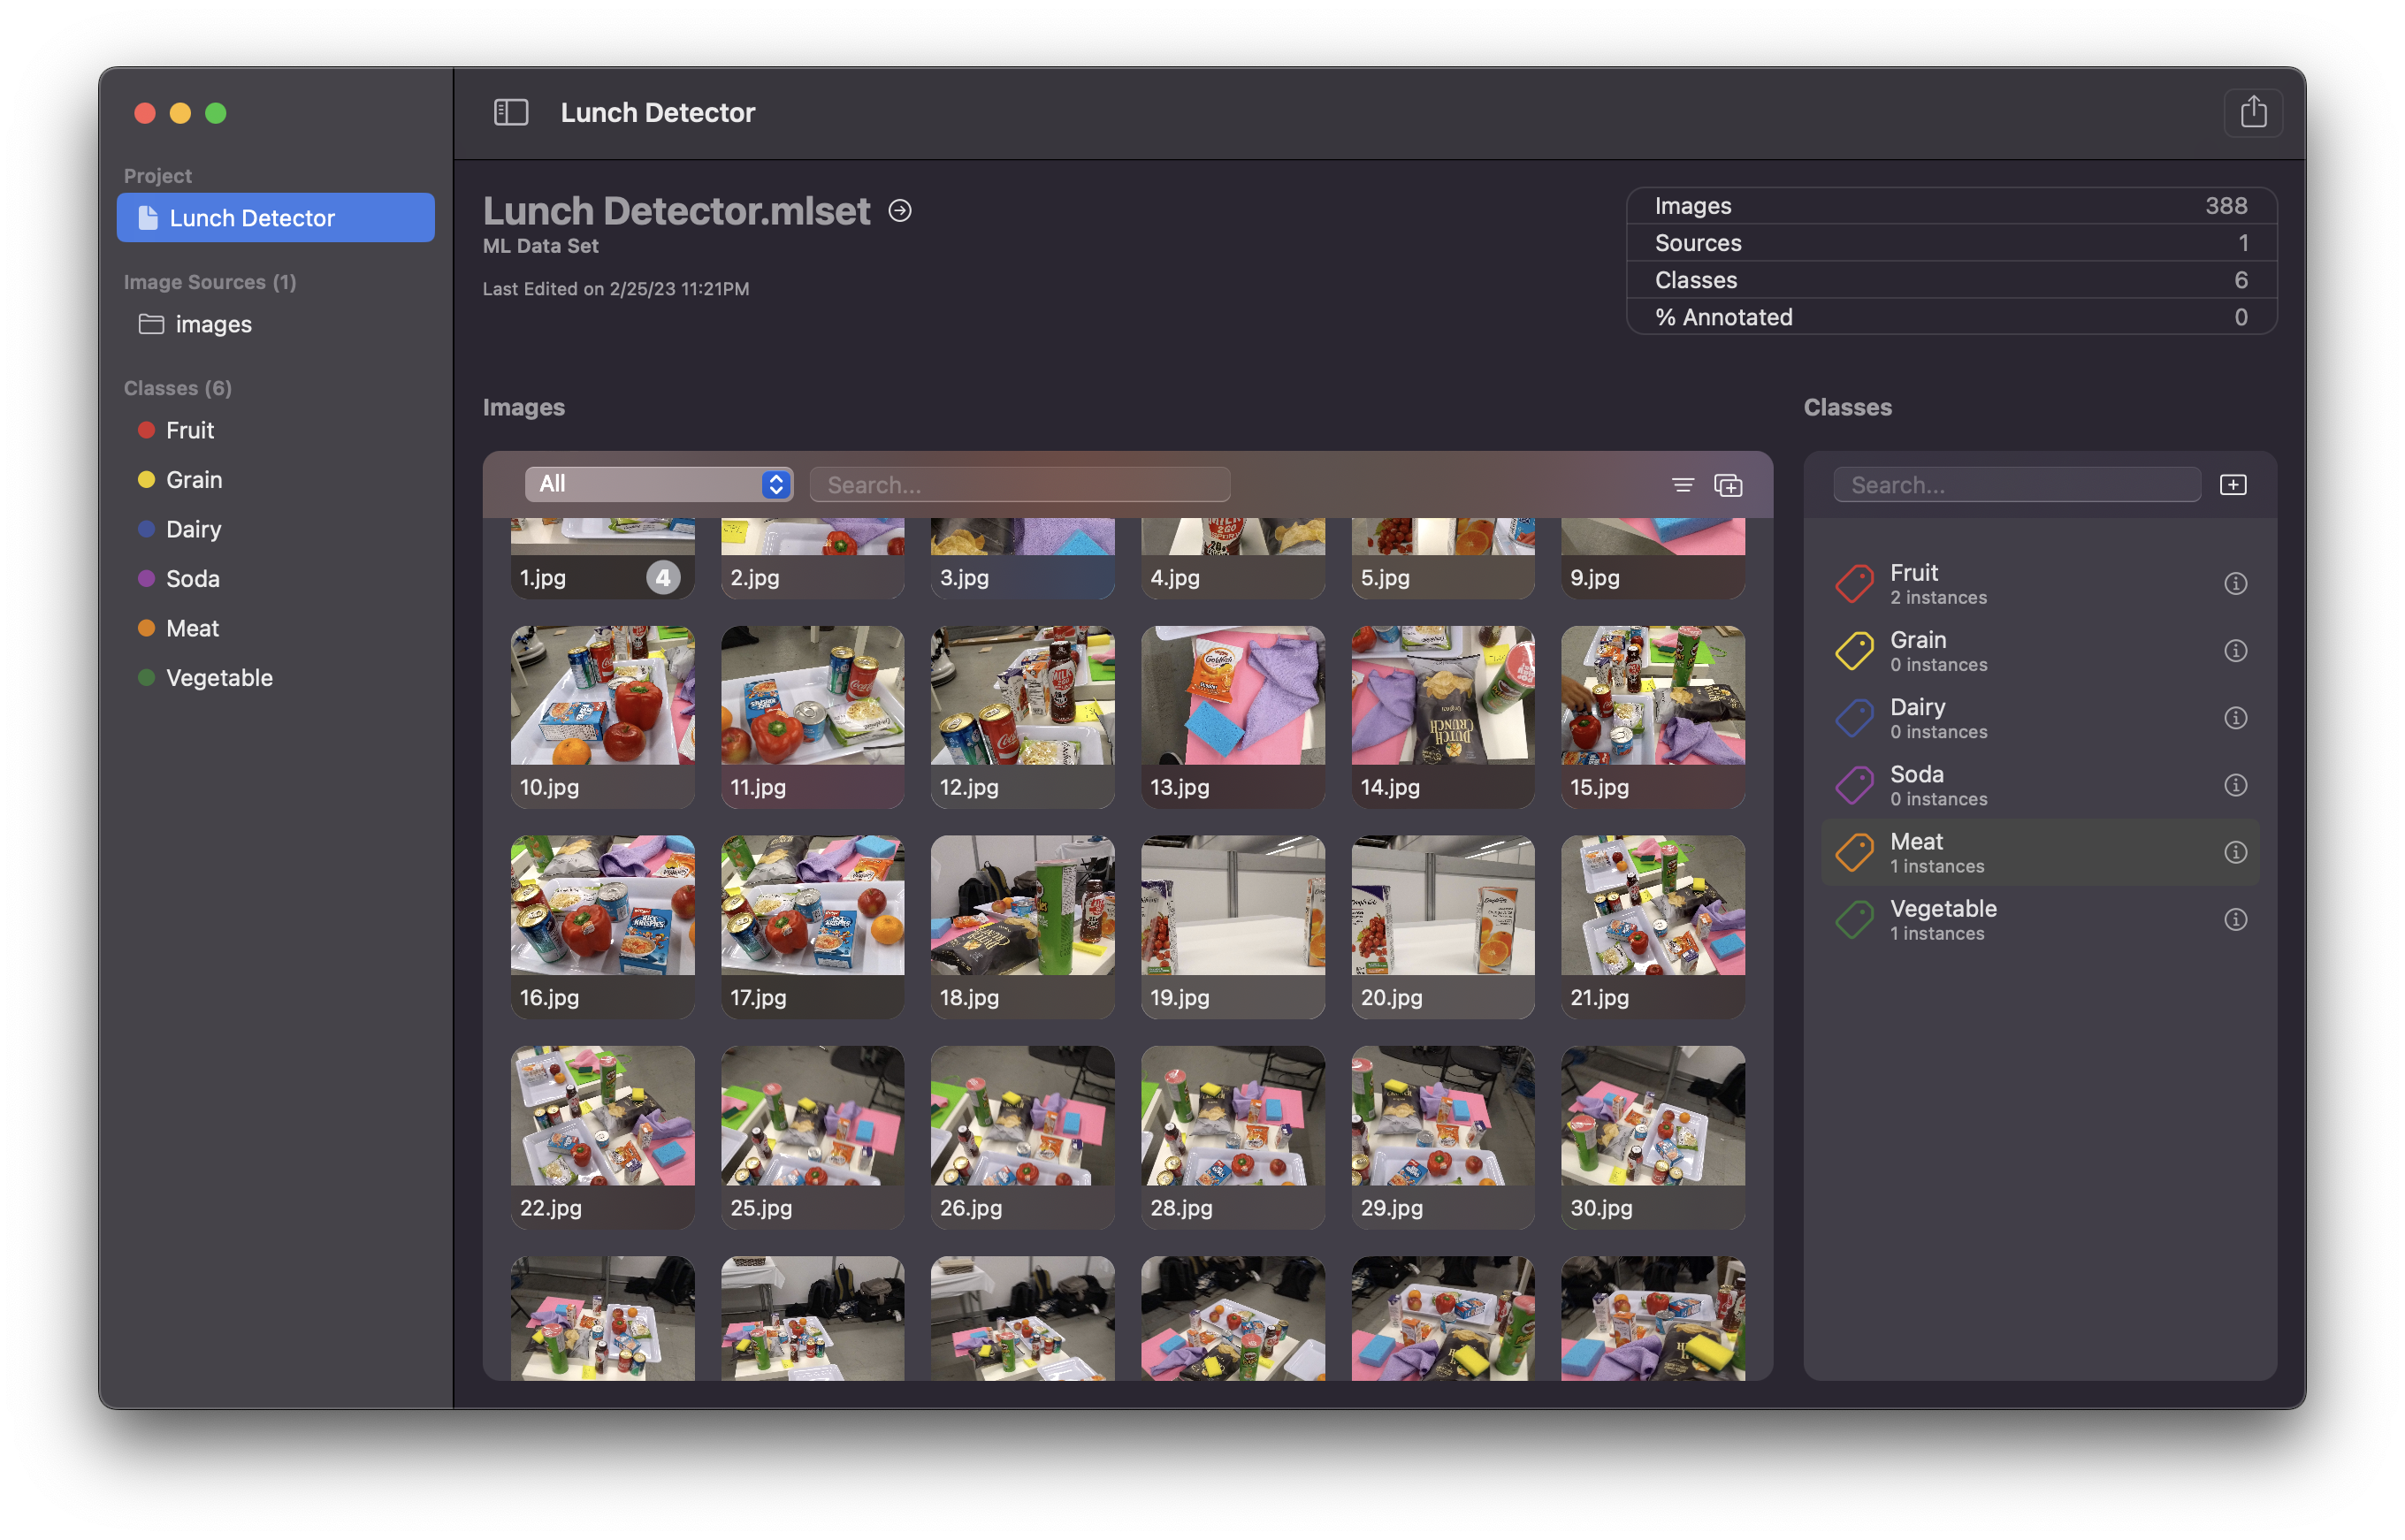 Lunch Detector
Project
Lunch Detector
Image Sources (1)
images
Classes (6)
Fruit
Grain
Dairy
Soda
Meat
Vegetable
Lunch Detector.mlset
ML Data Set
Last Edited on 2/25/23 11:21PM
Images 388
Sources 1
Classes 6
% Annotated 0
Images
All Search...
1.jpg 4 2.jpg 3.jpg 4.jpg 5.jpg 9.jpg
10.jpg 11.jpg 12.jpg 13.jpg 14.jpg 15.jpg
16.jpg 17.jpg 18.jpg 19.jpg 20.jpg 21.jpg
22.jpg 25.jpg 26.jpg 28.jpg 29.jpg 30.jpg
Classes
Search...
Fruit
2 instances
Grain
0 instances
Dairy
0 instances
Soda
0 instances
Meat
1 instances
Vegetable
1 instances